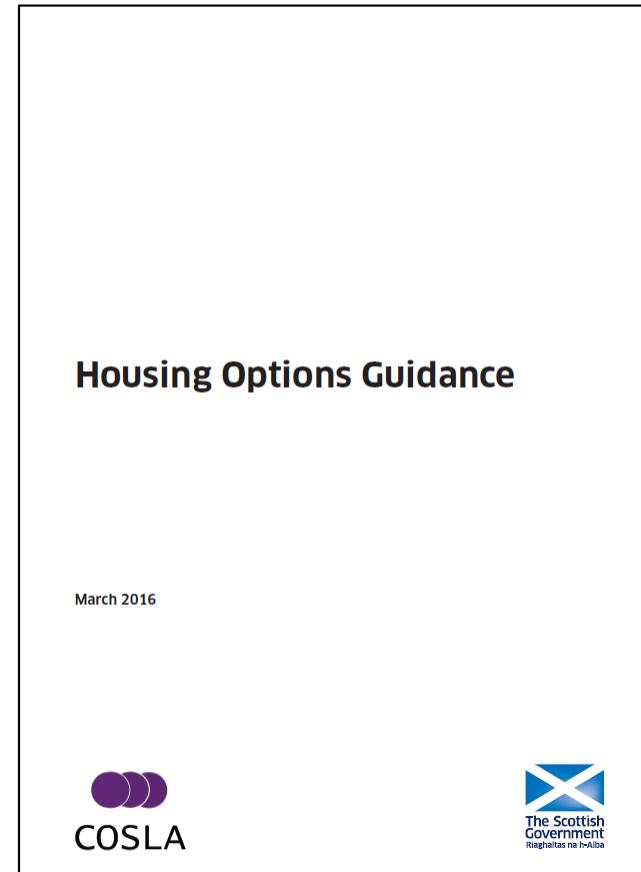 Housing Options Guidance
March 2016
COSLA
The Scottish
Government
Riaghaltas na h-Alba